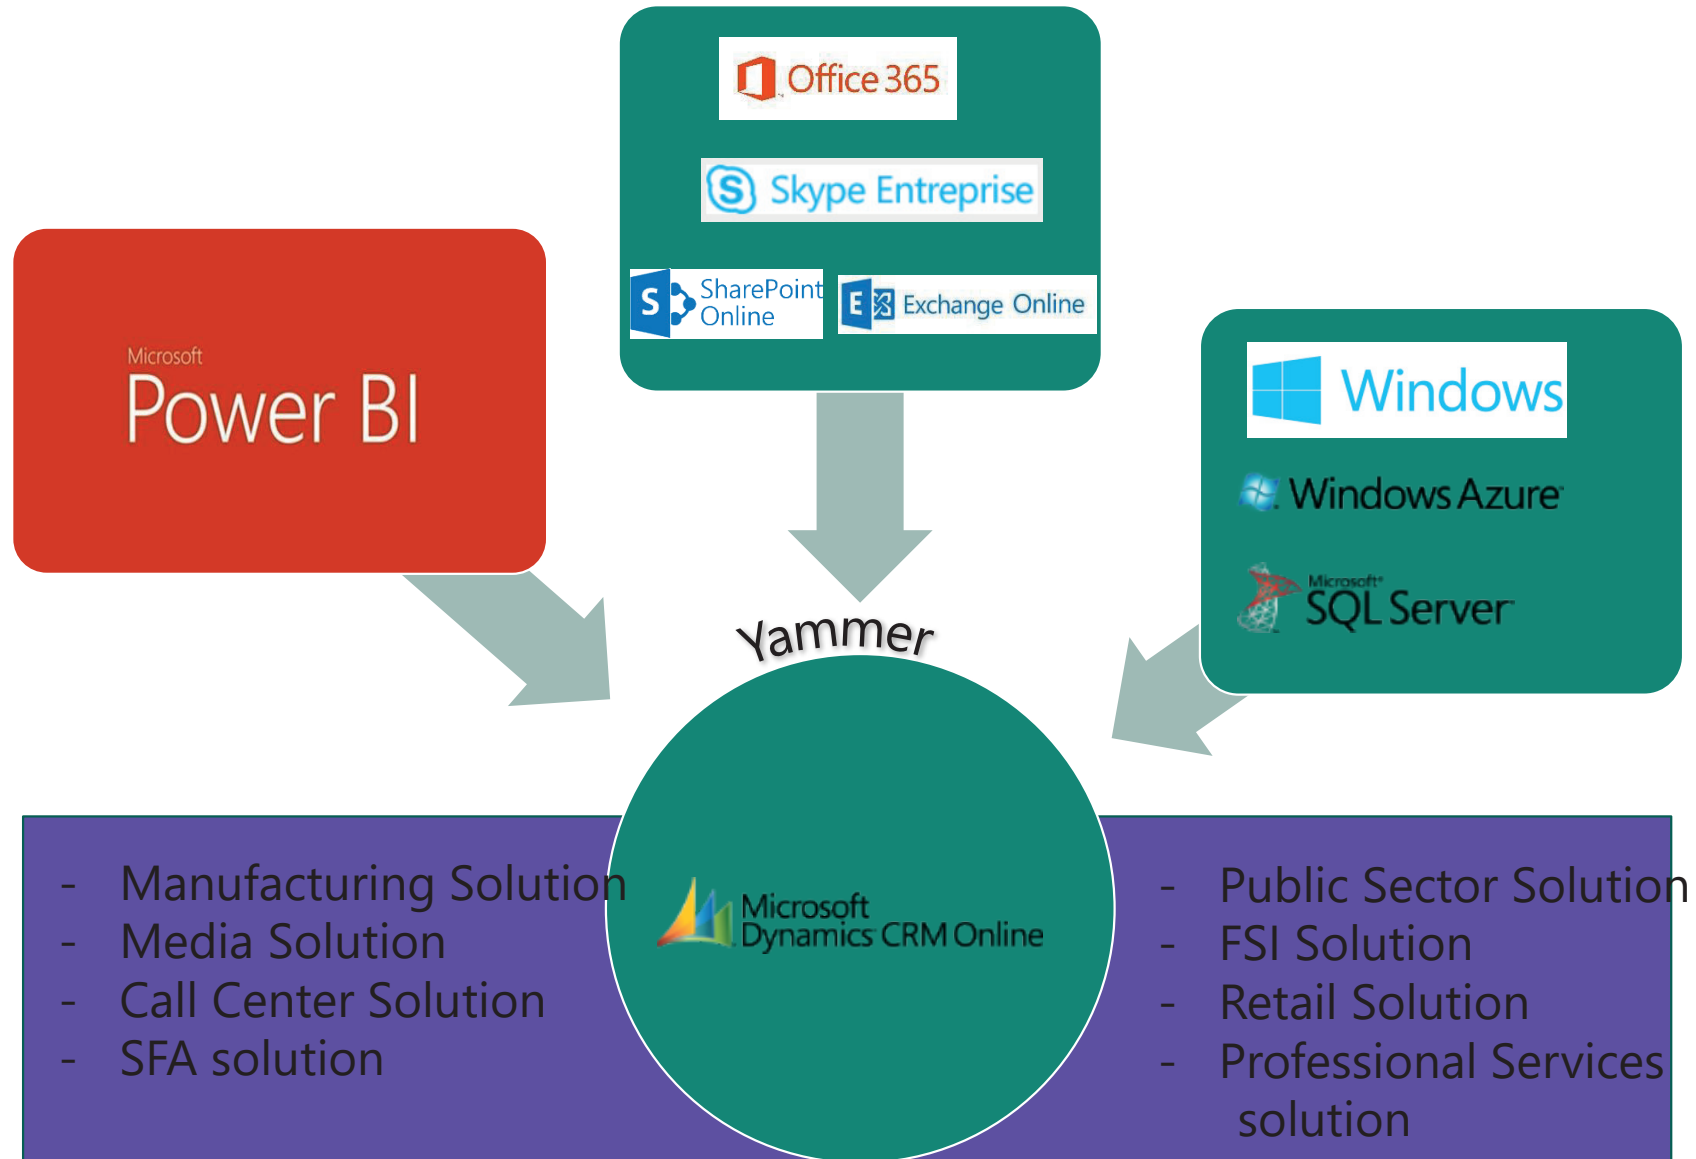 Office 365
Skype Entreprise
SharePoint
Online
Exchange Online
Microsoft
Power BI
Windows
Windows Azure
Microsoft®
SQL Server
Yammer
Microsoft
Dynamics CRM Online
- Manufacturing Solution
- Media Solution
- Call Center Solution
- SFA solution
- Public Sector Solution
- FSI Solution
- Retail Solution
- Professional Services
solution